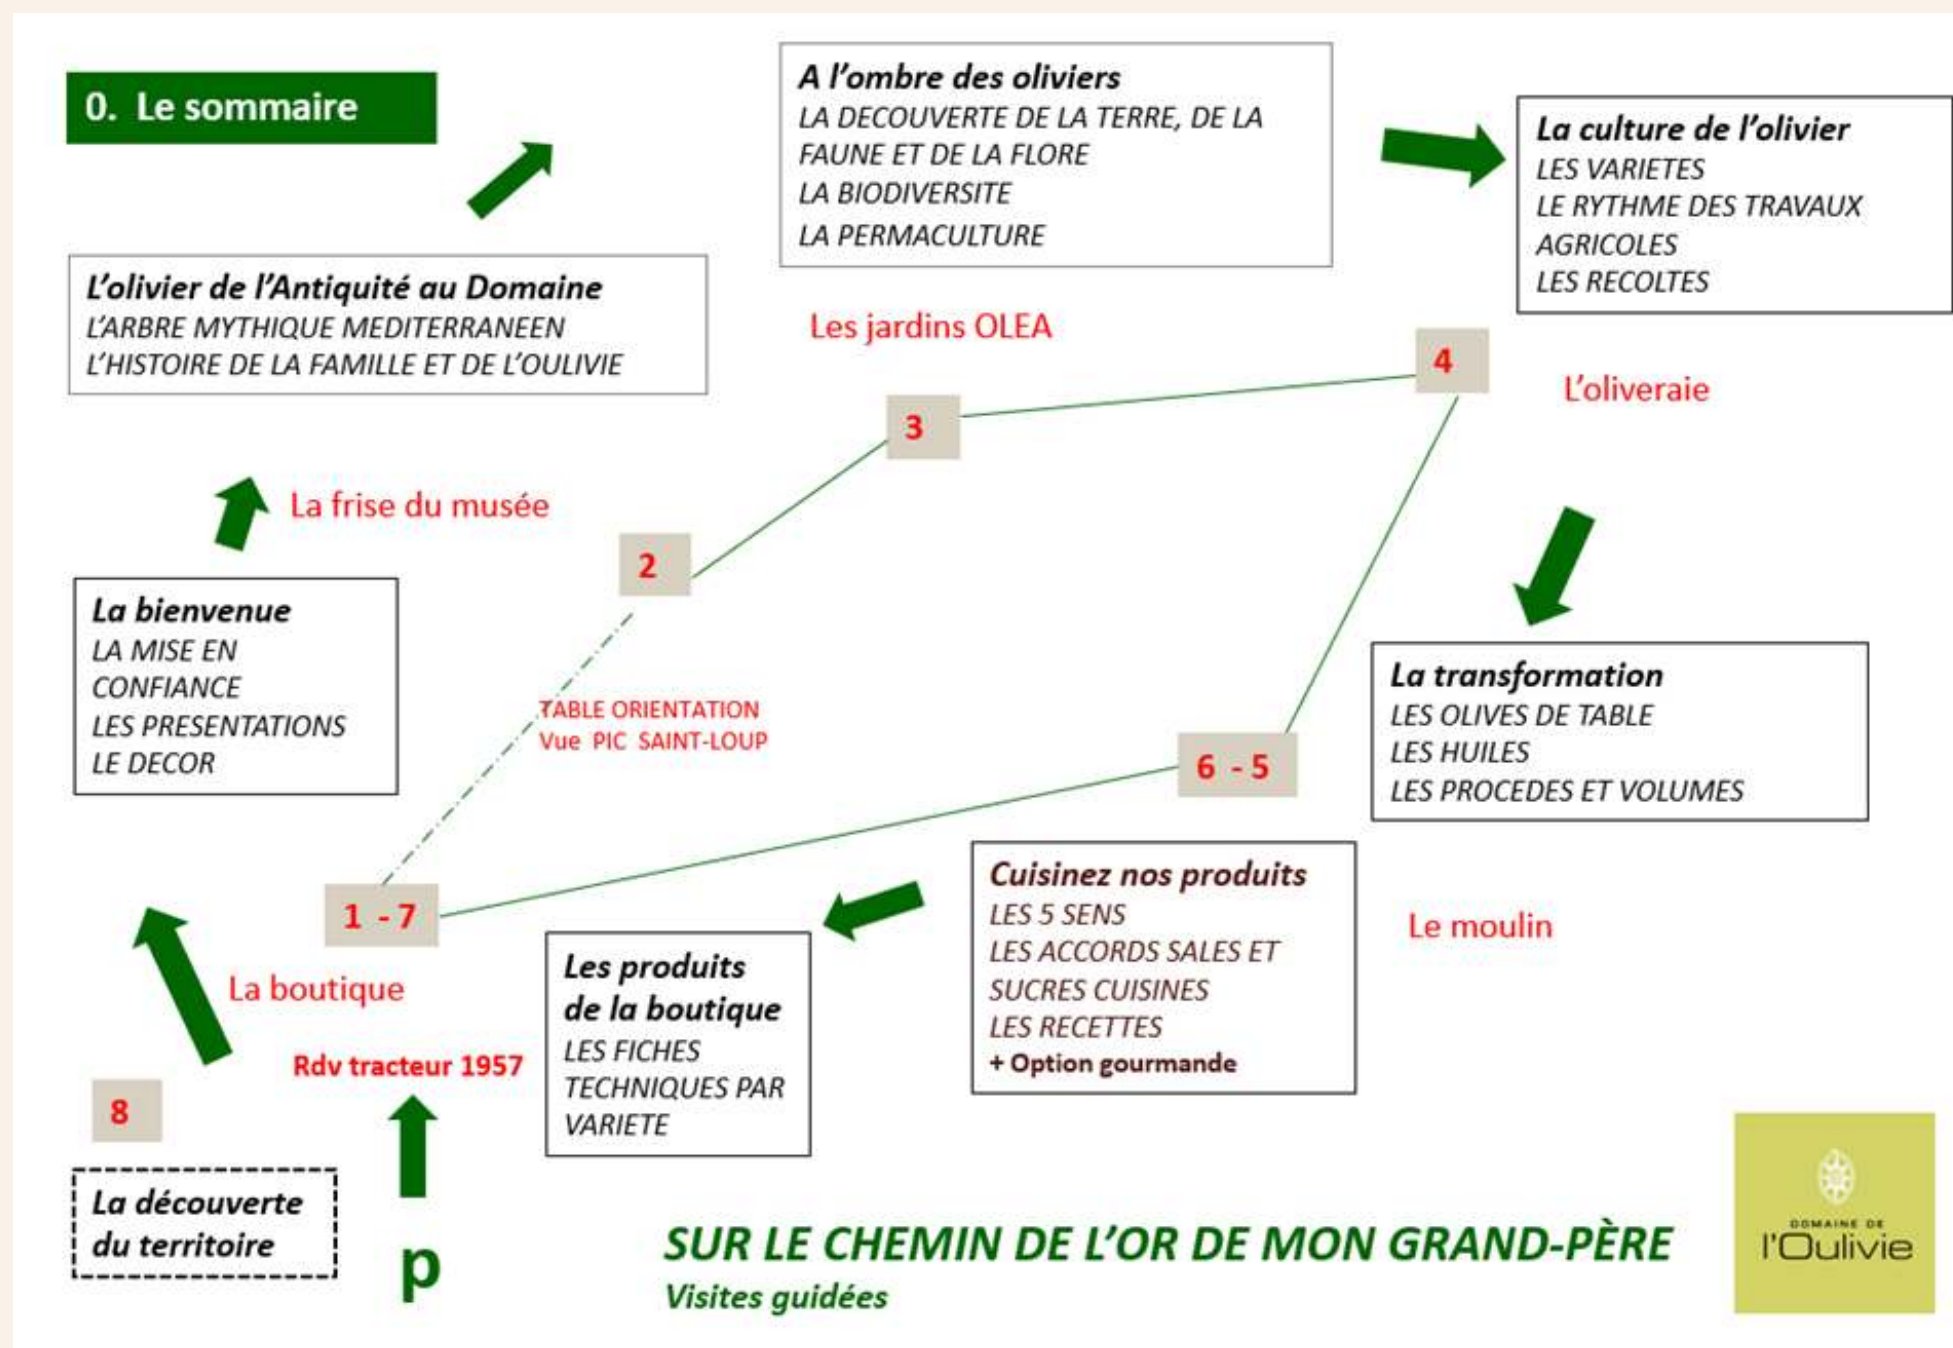 0. Le sommaire
A l’ombre des oliviers
LA DECOUVERTE DE LA TERRE, DE LA
FAUNE ET DE LA FLORE
LA BIODIVERSITE
LA PERMACULTURE
La culture de l’olivier
LES VARIETES
LE RYTHME DES TRAVAUX
AGRICOLES
LES RECOLTES
L’olivier de l’Antiquité au Domaine
L’ARBRE MYTHIQUE MEDITERRANEEN
L’HISTOIRE DE LA FAMILLE ET DE L’OULIVIE
Les jardins OLEA
4
L’oliveraie
3
La frise du musée
2
La bienvenue
LA MISE EN
CONFIANCE
LES PRESENTATIONS
LE DECOR
TABLE ORIENTATION
Vue PIC SAINT-LOUP
La transformation
LES OLIVES DE TABLE
LES HUILES
LES PROCEDES ET VOLUMES
6 - 5
Cuisinez nos produits
LES 5 SENS
LES ACCORDS SALES ET
SUCRES CUISINES
LES RECETTES
+ Option gourmande
Le moulin
1 - 7
La boutique
Les produits
de la boutique
LES FICHES
TECHNIQUES PAR
VARIETE
Rdv tracteur 1957
8
La découverte
du territoire
p
SUR LE CHEMIN DE L’OR DE MON GRAND-PÈRE
Visites guidées
DOMAINE DE
l'Oulivie